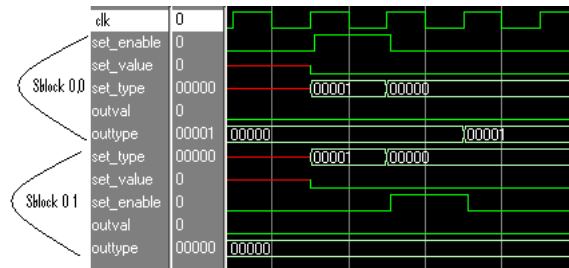 clk 0
set_enable 0
set_value 0
Sblock 0,0 set_type 00000 00001 00000
outval 0
outtype 00001 00000 00001
set_type 00000 00001 00000
set_value 0
Sblock 0 1 set_enable 0
outval 0
outtype 00000 00000